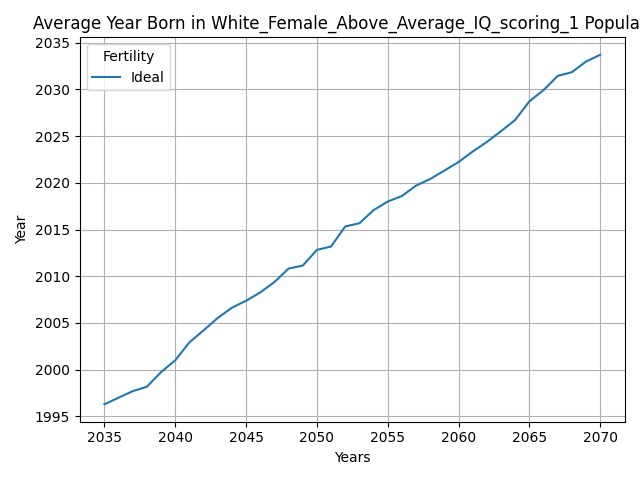 Average Year Born in White_Female_Above_Average_IQ_scoring_1 Popula
Fertility
Ideal
2035
2030
2025
2020
2015
2010
2005
2000
1995
Year
2035 2040 2045 2050 2055 2060 2065 2070
Years